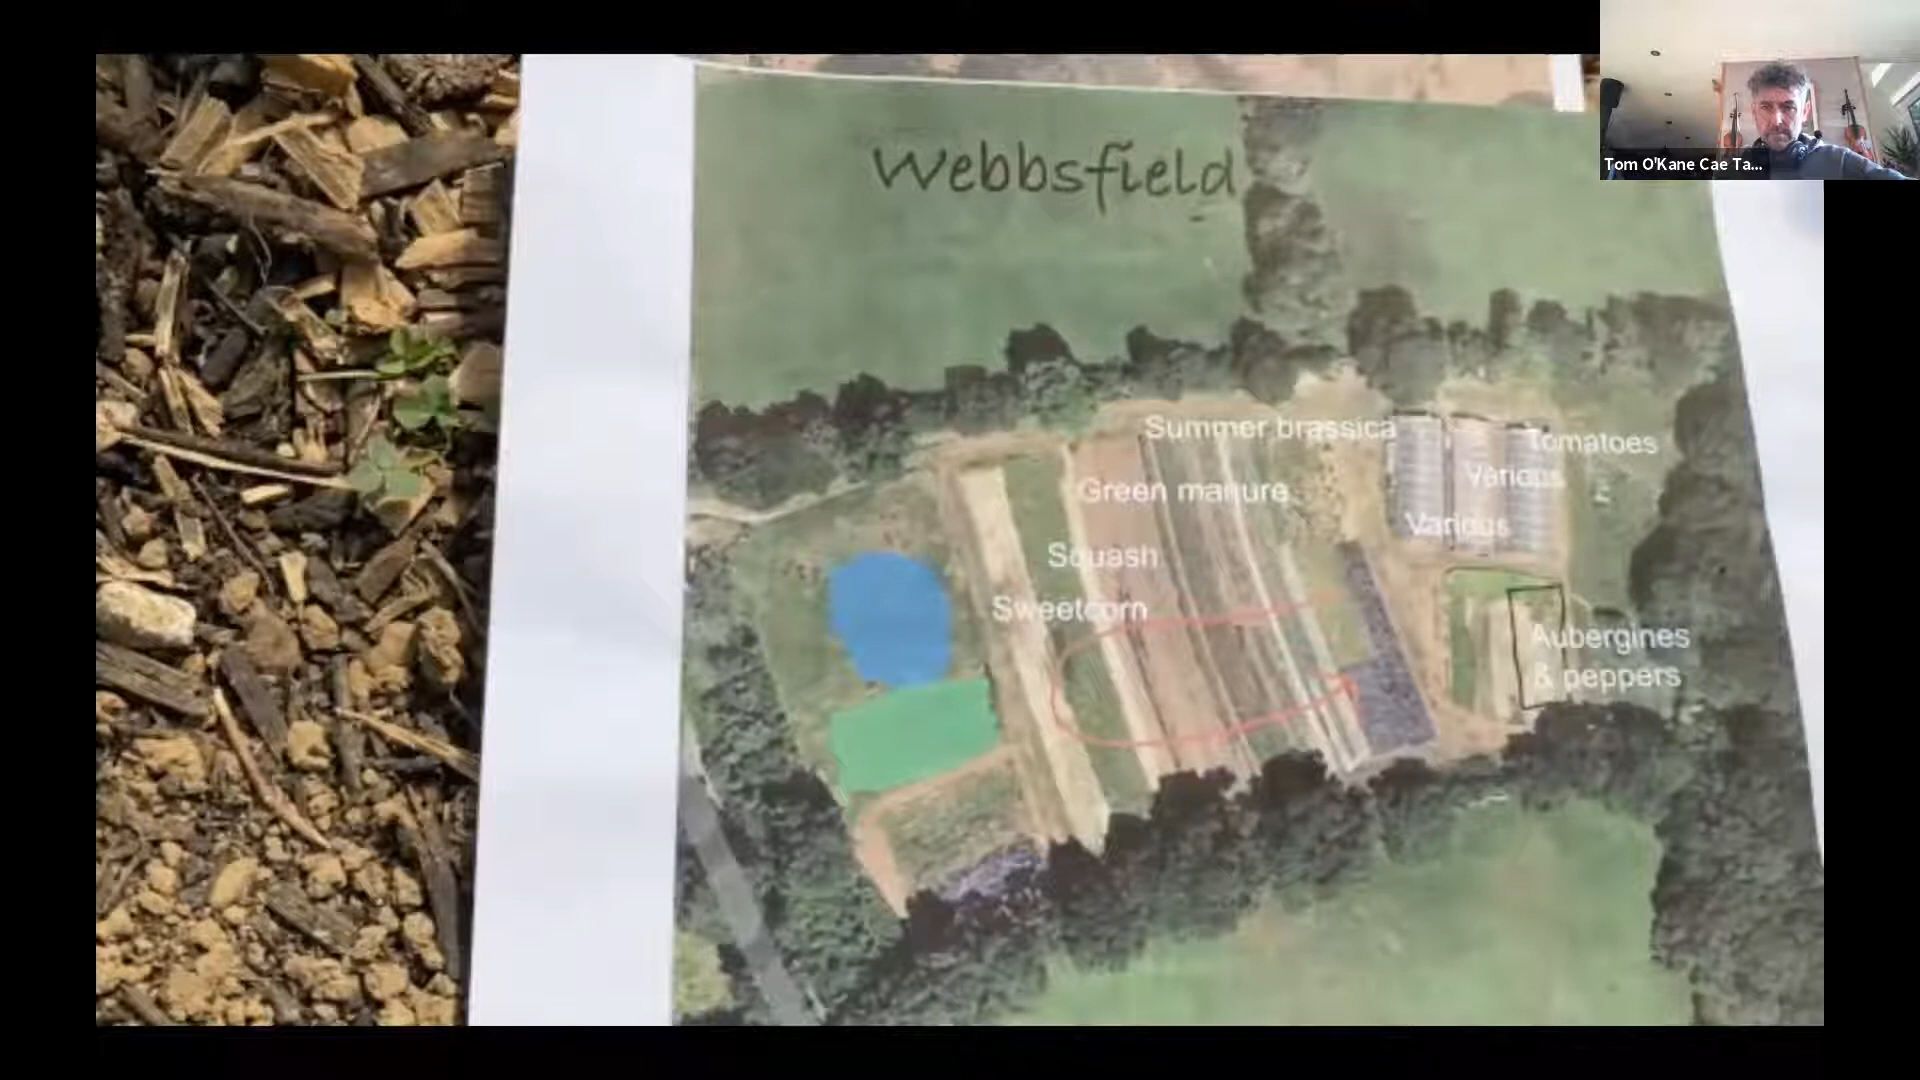 Tom O'Kane Cae Ta...
Webbsfield
Summer brassica
Tomatoes
Various
Green manure
Various
Squash
Sweetcorn
Aubergines
& peppers